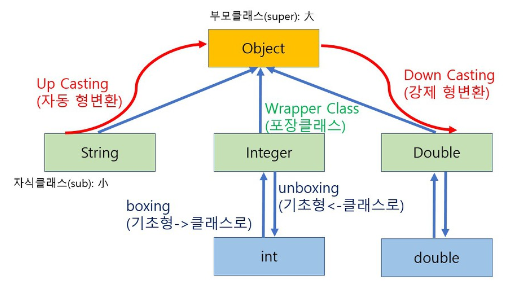 부모클래스(super): 大
Object
Up Casting
(자동 형변환)
Down Casting
(강제 형변환)
Wrapper Class
(포장클래스)
String
Integer
Double
자식클래스(sub): 小
boxing
(기초형->클래스로)
unboxing
(기초형<-클래스로)
int
double